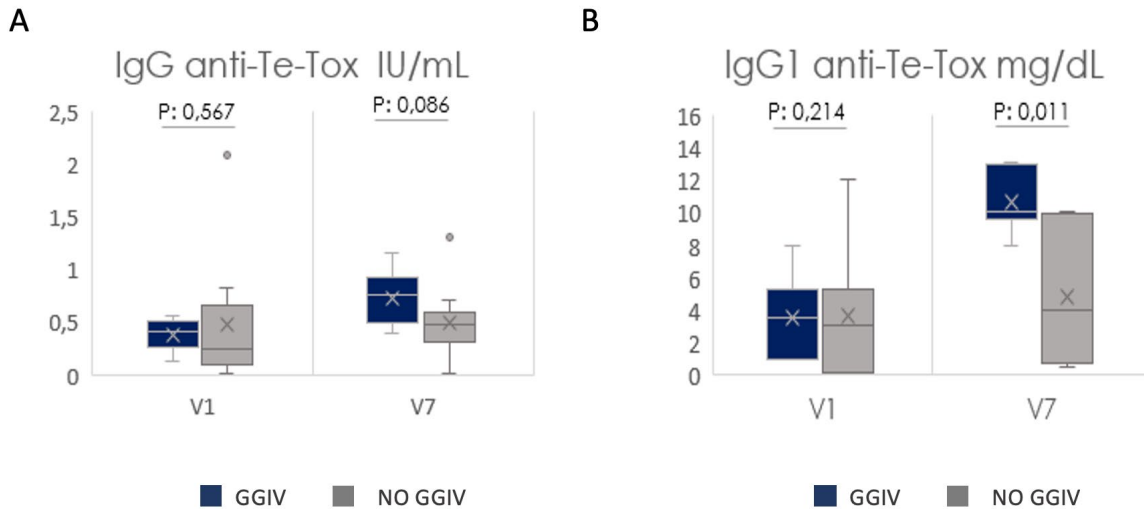 A
IgG anti-Te-Tox IU/mL
P: 0,567
P: 0,086
2,5
2
1,5
1
0,5
0
V1
V7
GGIV
NO GGIV
B
IgG1 anti-Te-Tox mg/dL
P: 0,214
P: 0,011
16
14
12
10
8
6
4
2
0
V1
V7
GGIV
NO GGIV